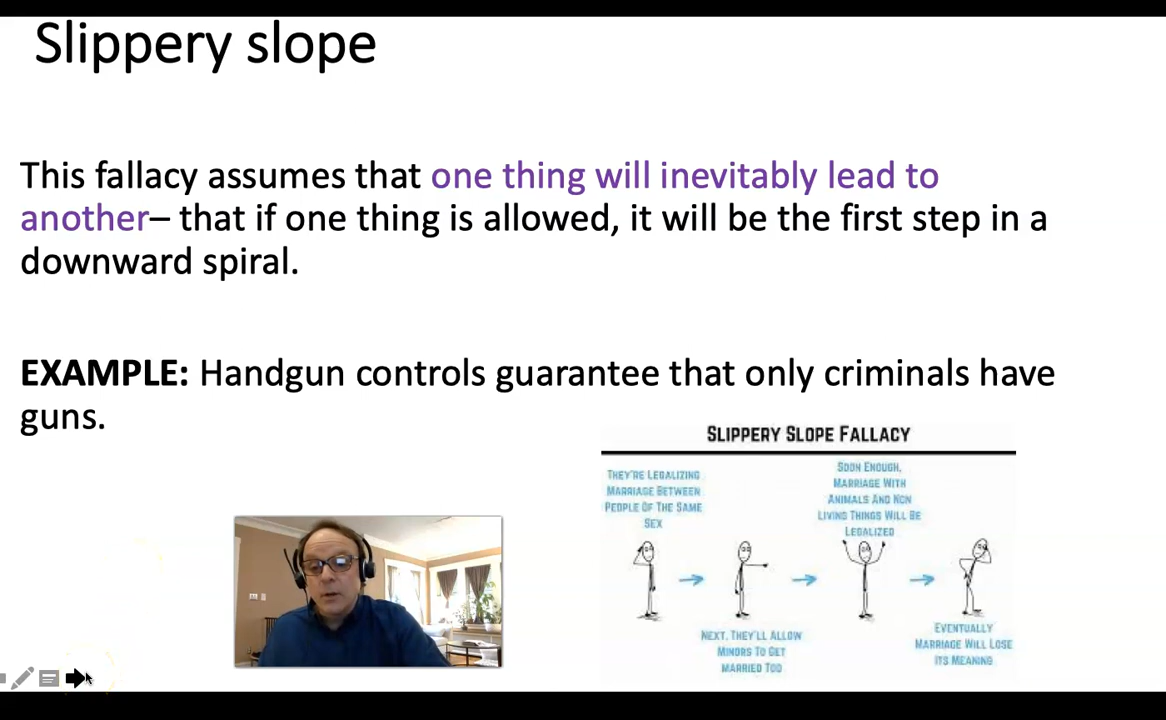 Slippery slope
This fallacy assumes that one thing will inevitably lead to
another– that if one thing is allowed, it will be the first step in a
downward spiral.
EXAMPLE: Handgun controls guarantee that only criminals have
guns.
SLIPPERY SLOPE FALLACY
THEY'RE LEGALIZING
MARRIAGE BETWEEN
PEOPLE OF THE SAME
SEX
NEXT, THEY'LL ALLOW
MINORS TO GET
MARRIED TOO
SOON ENOUGH,
MARRIAGE WITH
ANIMALS AND NON
LIVING THINGS WILL BE
LEGALIZED
EVENTUALLY
MARRIAGE WILL LOSE
ITS MEANING